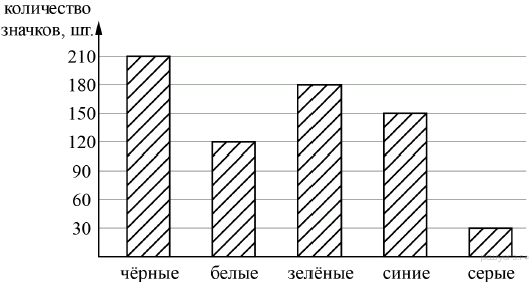 количество
значков, шт.
210
180
150
120
90
60
30
чёрные белые зелёные синие серые